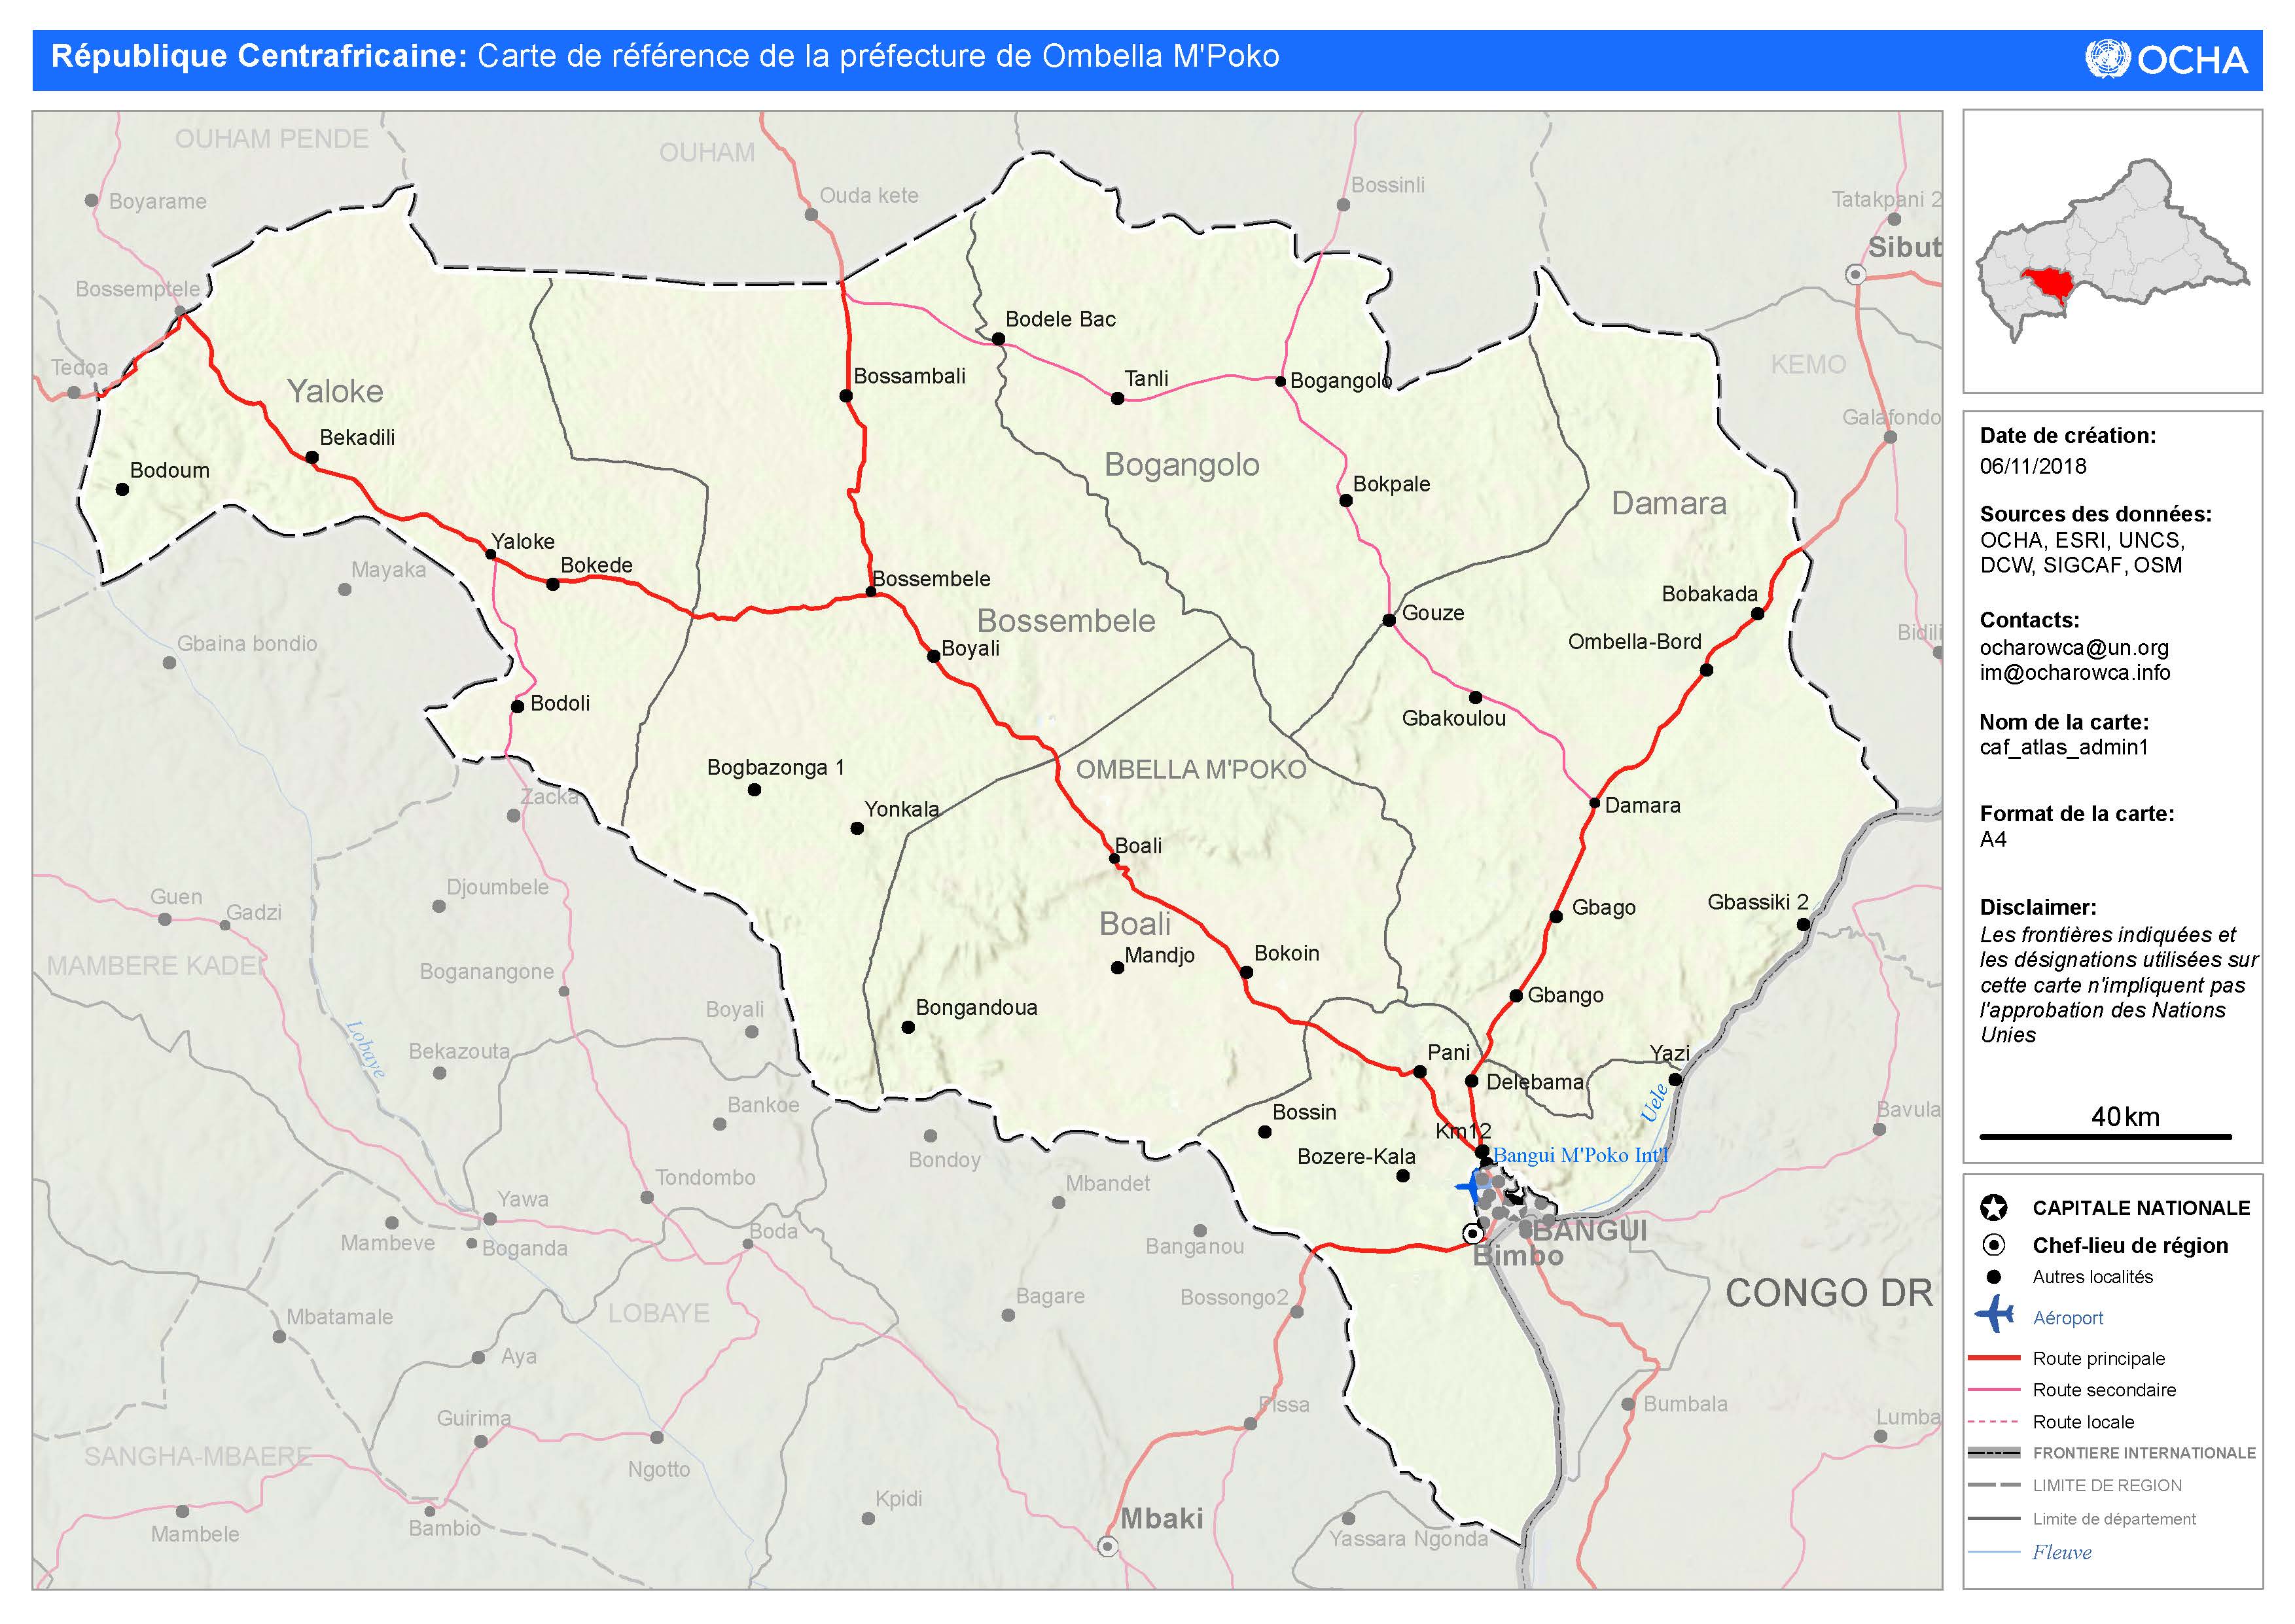 République Centrafricaine: Carte de référence de la préfecture de Ombella M'Poko
OCHA
OUHAM PENDE
OUHAM
Boyarame
Ouda kete
Bossinli
Tatakpani 2
Sibut
Bossemptele
Bodele Bac
KEMO
Tedoa
Yaloke
Bossambali
Tanli
Bogangolo
Galafondo
Bekadili
Bodoum
Bogangolo
Bokpale
Damara
Yaloke
Bokede
Mayaka
Bossembele
Bossembele
Gouze
Bobakada
Ombella-Bord
Bidili
Gbaina bondio
Boyali
Bodoli
Gbakoulou
Bogbazonga 1
OMBELLA M'POKO
Zacka
Yonkala
Damara
Boali
Djoumbele
Guen
Gadzi
Boali
Gbago
Gbassiki 2
MAMBERE KADEI
Boganangone
Mandjo
Bokoin
Gbango
Boyali
Bongandoua
Lobaye
Bekazouta
Pani
Yazi
Delebama
Uele
Bankoe
Bossin
Bavula
Km12
Bondoy
Bozere-Kala
Bangui M'Poko Int'l
Tondombo
Mbandet
Yawa
Mambeve
Boganda
Boda
Banganou
BANGUI
Bimbo
Bagare
Bossongo2
CONGO DR
Mbatamale
LOBAYE
Aya
Pissa
Bumbala
Guirima
Lumba
SANGHA-MBAERE
Ngotto
Kpidi
Mbaki
Mambele
Bambio
Yassara Ngonda
Date de création:
06/11/2018
Sources des données:
OCHA, ESRI, UNCS,
DCW, SIGCAF, OSM
Contacts:
ocharowca@un.org
im@ocharowca.info
Nom de la carte:
caf_atlas_admin1
Format de la carte:
A4
Disclaimer:
Les frontières indiquées et
les désignations utilisées sur
cette carte n'impliquent pas
l'approbation des Nations
Unies
40 km
CAPITALE NATIONALE
Chef-lieu de région
Autres localités
Aéroport
Route principale
Route secondaire
Route locale
FRONTIERE INTERNATIONALE
LIMITE DE REGION
Limite de département
Fleuve